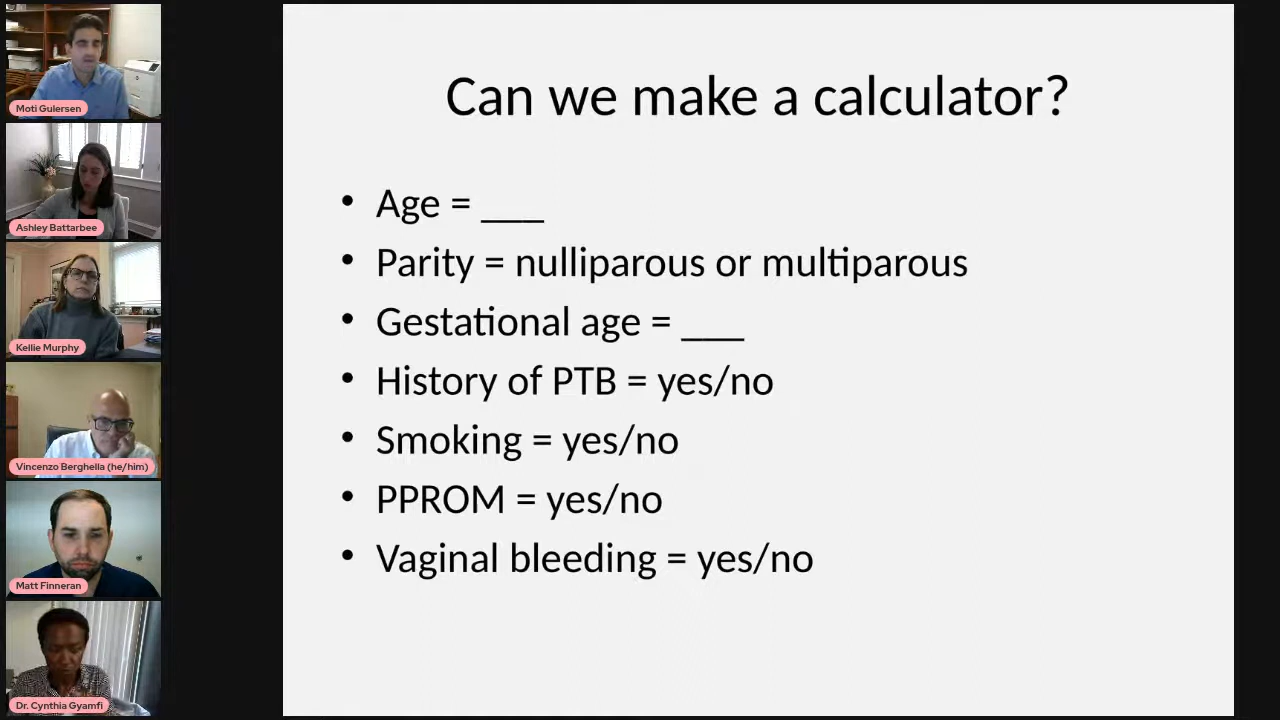 Moti Gulersen
Ashley Battarbee
Kellie Murphy
Vincenzo Berghella (he/him)
Matt Finneran
Dr. Cynthia Gyamfi
Can we make a calculator?
• Age = ___
• Parity = nulliparous or multiparous
• Gestational age = ___
• History of PTB = yes/no
• Smoking = yes/no
• PPROM = yes/no
• Vaginal bleeding = yes/no